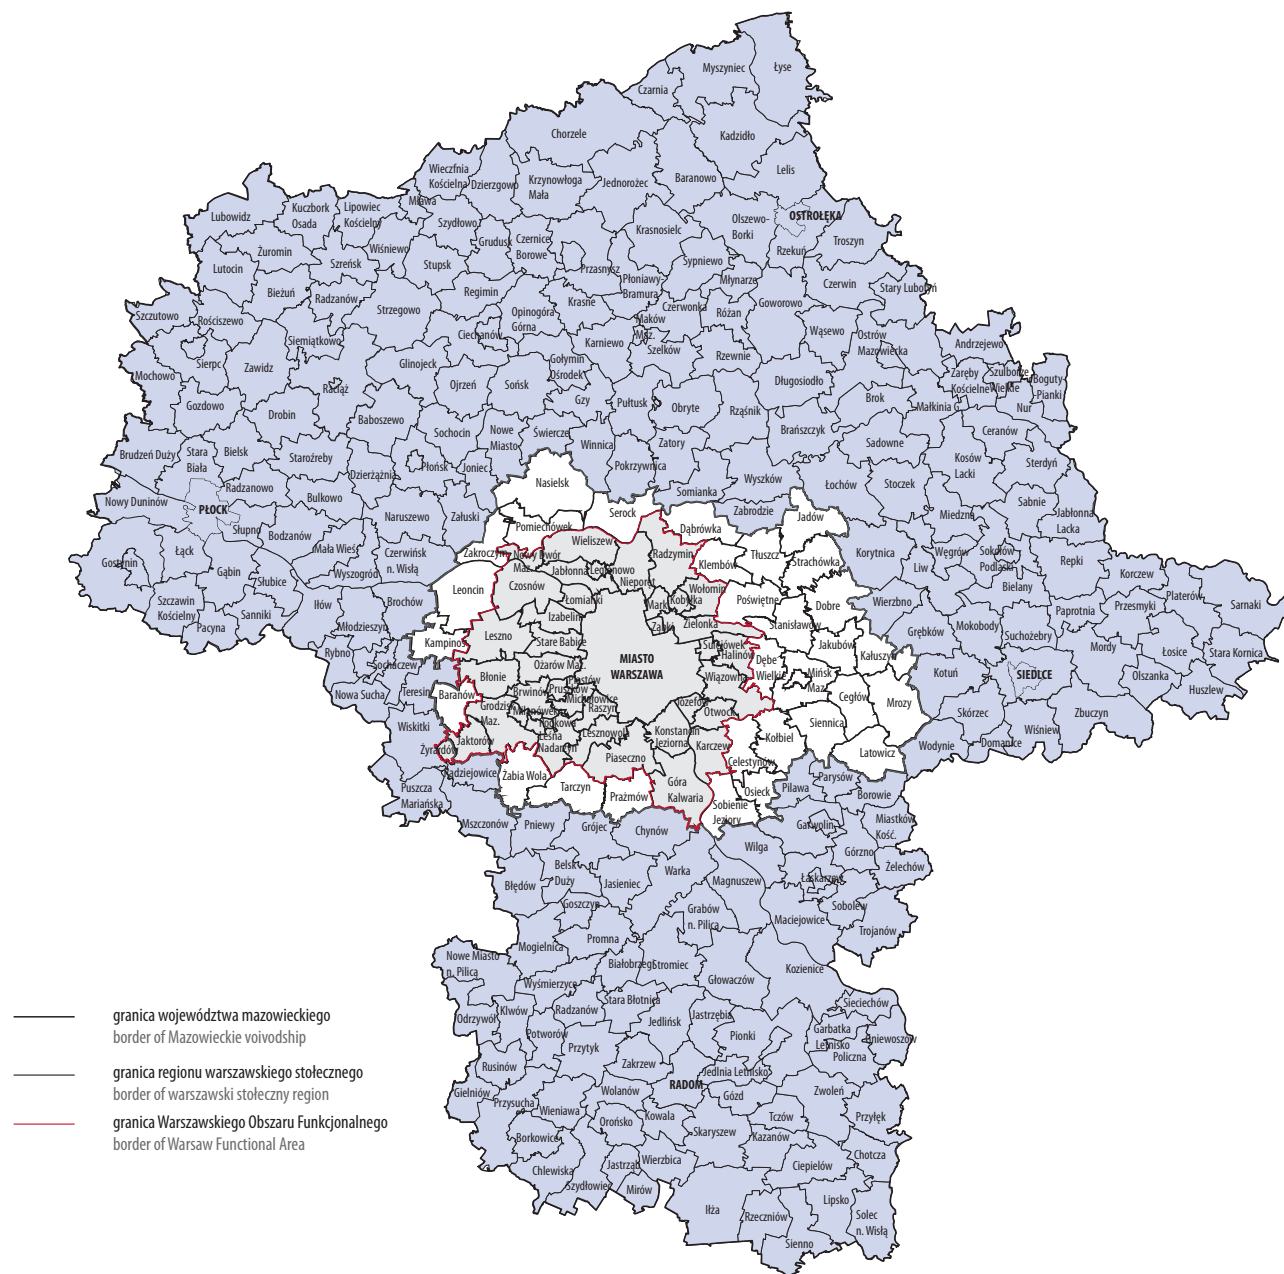 Myszyniec
Łyse
Czarnia
Chorzele
Kadzidło
Wieczfnia
Kościelna
Dzierzgowo
Krzynowłoga
Mała
Jednorożec
Baranowo
Lelis
Mława
Lubowidz
Kuczbork
Osada
Lipowiec
Kościelny
Szydłowo
Olszewo-
Borki
OSTROŁĘKA
Krasnosielc
Żuromin
Wiśniewo
Grudusk
Czernice
Borowe
Rzekuń
Troszyn
Lutocin
Szreńsk
Stupsk
Przasnysz
Sypniewo
Płoniawy-
Bramura
Młynarze
Czerwin
Stary Lubotyń
Bieżuń
Radzanów
Regimin
Krasne
Szczutowo
Rościszewo
Strzegowo
Opinogóra
Górna
Maków
Maz.
Czerwonka
Różan
Goworowo
Siemiątkowo
Ciechanów
Karniewo
Szelków
Wąsewo
Ostrów
Mazowiecka
Andrzejewo
Mochowo
Sierpc
Zawidz
Glinojeck
Gołymin
Ośrodek
Rzewnie
Zaręby
Kościelne
Szulborze
Wielkie
Boguty-
Pianki
Raciąż
Ojrzeń
Sońsk
Gzy
Długosiodło
Brok
Małkinia G.
Nur
Gozdowo
Drobin
Baboszewo
Pułtusk
Obryte
Rząśnik
Brańszczyk
Ceranów
Sochocin
Nowe
Miasto
Świercze
Winnica
Zatory
Sadowne
Kosów
Lacki
Sterdyń
Brudzeń Duży
Stara
Biała
Bielsk
Staroźreby
Dzierzążnia
Płońsk
Joniec
Pokrzywnica
Wyszków
Łochów
Stoczek
Nasielsk
Somianka
Zabrodzie
Sabnie
Nowy Duninów
PŁOCK
Radzanowo
Bulkowo
Naruszewo
Załuski
Serock
Jadów
Miedzna
Jabłonna
Lacka
Słupno
Bodzanów
Pomiechówek
Dąbrówka
Wieliszew
Mała Wieś
Czerwińsk
n. Wisłą
Zakroczym
Nowy Dwór
Maz.
Radzymin
Klembów
Tłuszcz
Strachówka
Korytnica
Liw
Węgrów
Sokołów
Podlaski
Repki
Gostynin
Łąck
Gąbin
Słubice
Wyszogród
Leoncin
Czosnów
Jabłonna
Legionowo
Nieporęt
Wołomin
Bielany
Korczew
Szczawin
Kościelny
Sanniki
Iłów
Brochów
Łomianki
Marki
Kobyłka
Poświętne
Dobre
Wierzbno
Paprotnia
Przesmyki
Platerów
Sarnaki
Pacyna
Młodzieszyn
Izabelin
Ząbki
Zielonka
Stanisławów
Grębków
Mokobody
Suchożebry
Mordy
Rybno
Kampinos
Leszno
Stare Babice
Sulejówek
Halinów
Jakubów
Kałuszyn
Łosice
Stara Kornica
Sochaczew
Ożarów Maz.
MIASTO
WARSZAWA
Dębe
Wielkie
Mińsk
Maz.
Kotuń
SIEDLCE
Olszanka
Nowa Sucha
Teresin
Baranów
Błonie
Brwinów
Pruszków
Piastów
Michałowice
Wiązowna
Cegłów
Mrozy
Huszlew
Wiskitki
Grodzisk
Maz.
Milanówek
Podkowa
Leśna
Raszyn
Józefów
Otwock
Siennica
Skórzec
Wiśniew
Zbuczyn
Jaktorów
Nadarzyn
Lesznowola
Konstancin
Jeziorna
Karczew
Kołbiel
Latowicz
Wodynie
Domanice
Żyrardów
Piaseczno
Celestynów
Radziejowice
Żabia Wola
Tarczyn
Prażmów
Góra
Kalwaria
Osieck
Pilawa
Parysów
Borowie
Puszcza
Mariańska
Sobienie
Jeziory
Miastków
Kość.
Mszczonów
Pniewy
Grójec
Chynów
Garwolin
Wilga
Górzno
Żelechów
Błędów
Belsk
Duży
Jasieniec
Warka
Magnuszew
Łaskarzew
Goszczyn
Grabów
n. Pilicą
Maciejowice
Sobolew
Trojanów
Mogielnica
Promna
Nowe Miasto
n. Pilicą
Białobrzegi
Stromiec
Głowaczów
Kozienice
Wyśmierzyce
Stara Błotnica
Sieciechów
Odrzywół
Klwów
Radzanów
Jedlińsk
Jastrzębia
Garbatka
Letnisko
Gniewoszów
Potworów
Przytyk
Pionki
Policzna
Rusinów
Zakrzew
Jedlnia Letnisko
RADOM
Gielniów
Przysucha
Wolanów
Gózd
Zwoleń
Wieniawa
Orońsko
Kowala
Tczów
Przyłęk
Borkowice
Skaryszew
Kazanów
Chlewiska
Szydłowiec
Jastrząb
Wierzbica
Mirów
Ciepielów
Chotcza
Iłża
Rzeczniów
Lipsko
Solec
n. Wisłą
Sienno
granica województwa mazowieckiego
border of Mazowieckie voivodship
granica regionu warszawskiego stołecznego
border of warszawski stołeczny region
granica Warszawskiego Obszaru Funkcjonalnego
border of Warsaw Functional Area